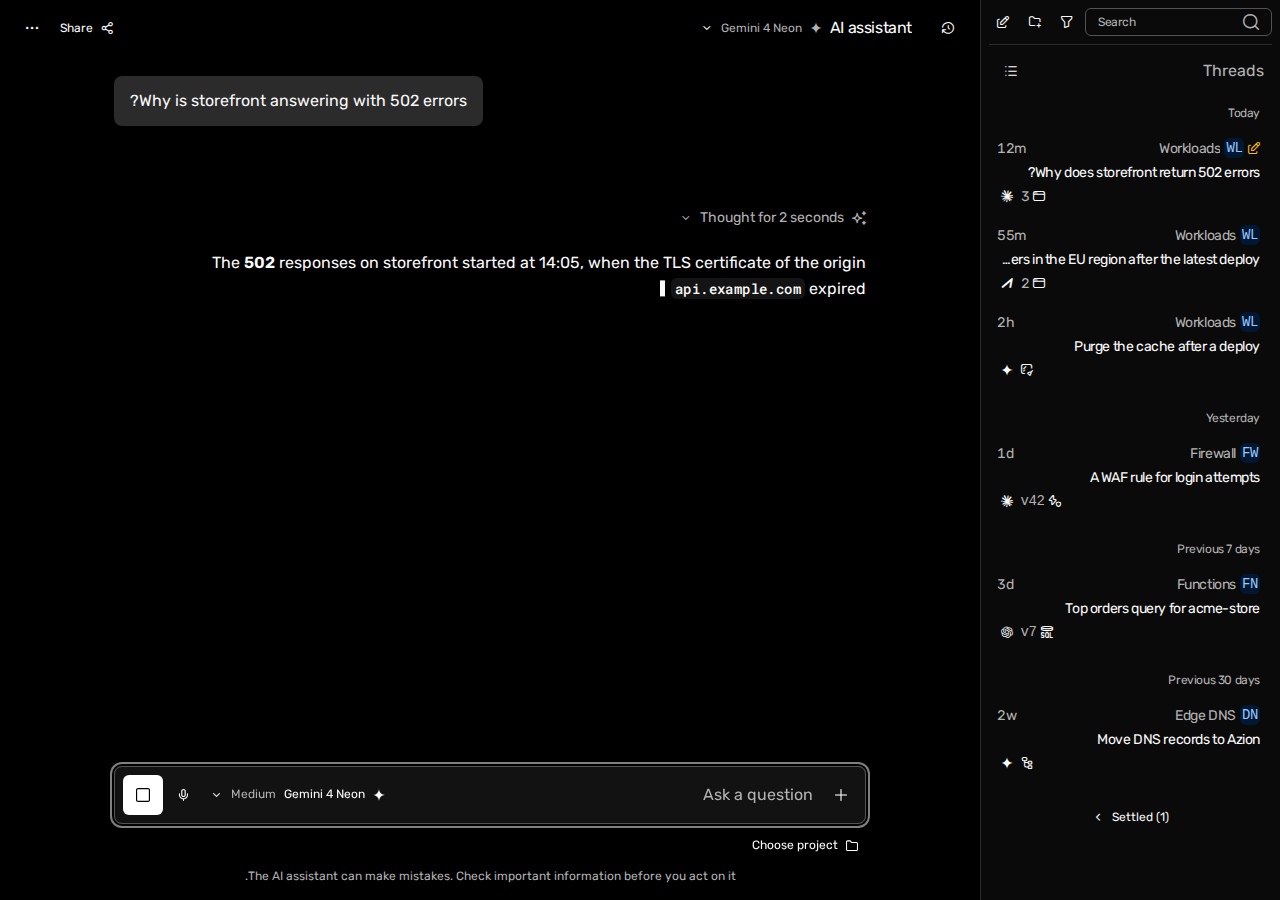 Share
Gemini 4 Neon
AI assistant
?Why is storefront answering with 502 errors
Thought for 2 seconds
The 502 responses on storefront started at 14:05, when the TLS certificate of the origin
api.example.com expired
Ask a question
Gemini 4 Neon
Medium
Choose project
.The AI assistant can make mistakes. Check important information before you act on it
Search
Threads
Today
Workloads WL 12m
?Why does storefront return 502 errors
3
Workloads WL 55m
…ers in the EU region after the latest deploy
2
Workloads WL 2h
Purge the cache after a deploy
Yesterday
Firewall FW 1d
A WAF rule for login attempts
v42
Previous 7 days
Functions FN 3d
Top orders query for acme-store
v7 SQL
Previous 30 days
Edge DNS DN 2w
Move DNS records to Azion
Settled (1)